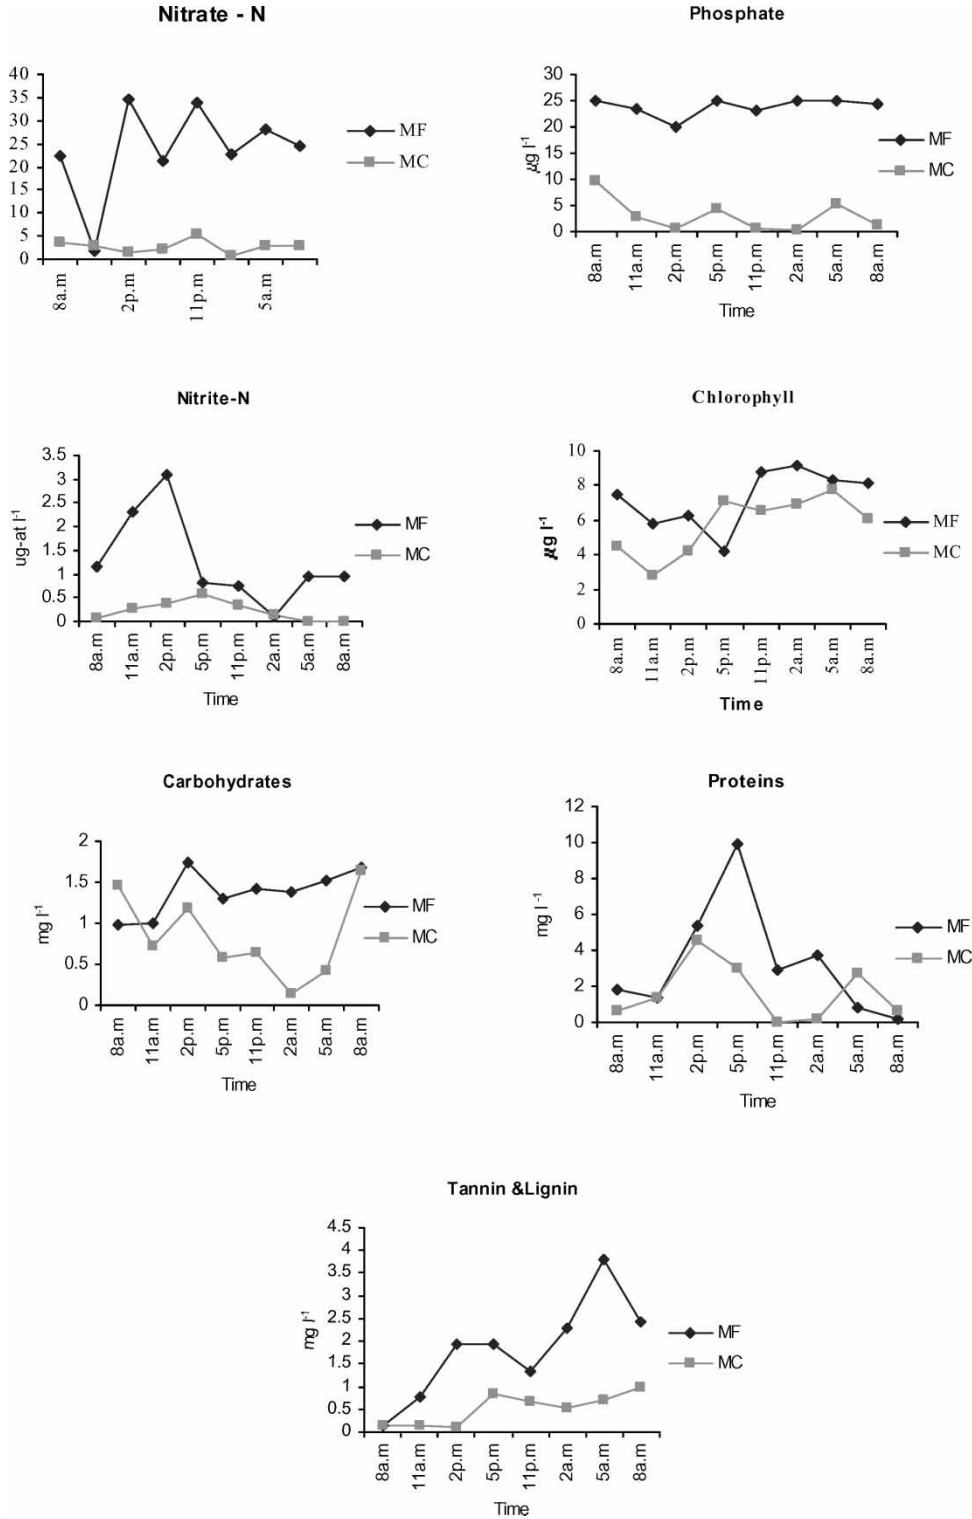 Nitrate - N
40
35
30
25
20
15
10
5
0
8a.m
2p.m
11p.m
5a.m
MF
MC
Phosphate
µg l-1
30
25
20
15
10
5
0
8a.m
11a.m
2p.m
5p.m
11p.m
2a.m
5a.m
8a.m
Time
MF
MC
Nitrite-N
ug-at l-1
3.5
3
2.5
2
1.5
1
0.5
0
8a.m
11a.m
2p.m
5p.m
11p.m
2a.m
5a.m
8a.m
Time
MF
MC
Chlorophyll
µg l-1
10
8
6
4
2
0
8a.m
11a.m
2p.m
5p.m
11p.m
2a.m
5a.m
8a.m
Time
MF
MC
Carbohydrates
mg l-1
2
1.5
1
0.5
0
8a.m
11a.m
2p.m
5p.m
11p.m
2a.m
5a.m
8a.m
Time
MF
MC
Proteins
mg l-1
12
10
8
6
4
2
0
8a.m
11a.m
2p.m
5p.m
11p.m
2a.m
5a.m
8a.m
Time
MF
MC
Tannin &Lignin
mg l-1
4.5
4
3.5
3
2.5
2
1.5
1
0.5
0
8a.m
11a.m
2p.m
5p.m
11p.m
2a.m
5a.m
8a.m
Time
MF
MC